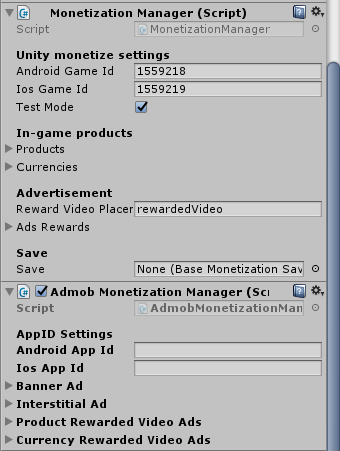 Monetization Manager (Script)
Script MonetizationManager
Unity monetize settings
Android Game Id 1559218
Ios Game Id 1559219
Test Mode
In-game products
Products
Currencies
Advertisement
Reward Video Placer rewardedVideo
Ads Rewards
Save
Save None (Base Monetization Sav
Admob Monetization Manager (Sc
Script AdmobMonetizationMan
AppID Settings
Android App Id
Ios App Id
Banner Ad
Interstitial Ad
Product Rewarded Video Ads
Currency Rewarded Video Ads